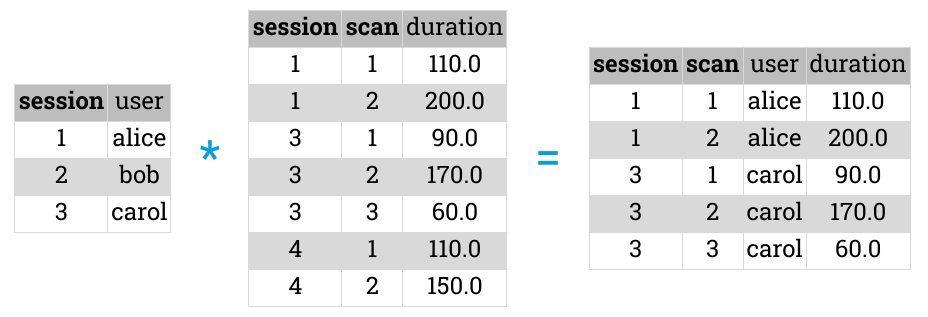 session user
1 alice
2 bob
3 carol
*
session scan duration
1 1 110.0
1 2 200.0
3 1 90.0
3 2 170.0
3 3 60.0
4 1 110.0
4 2 150.0
=
session scan user duration
1 1 alice 110.0
1 2 alice 200.0
3 1 carol 90.0
3 2 carol 170.0
3 3 carol 60.0